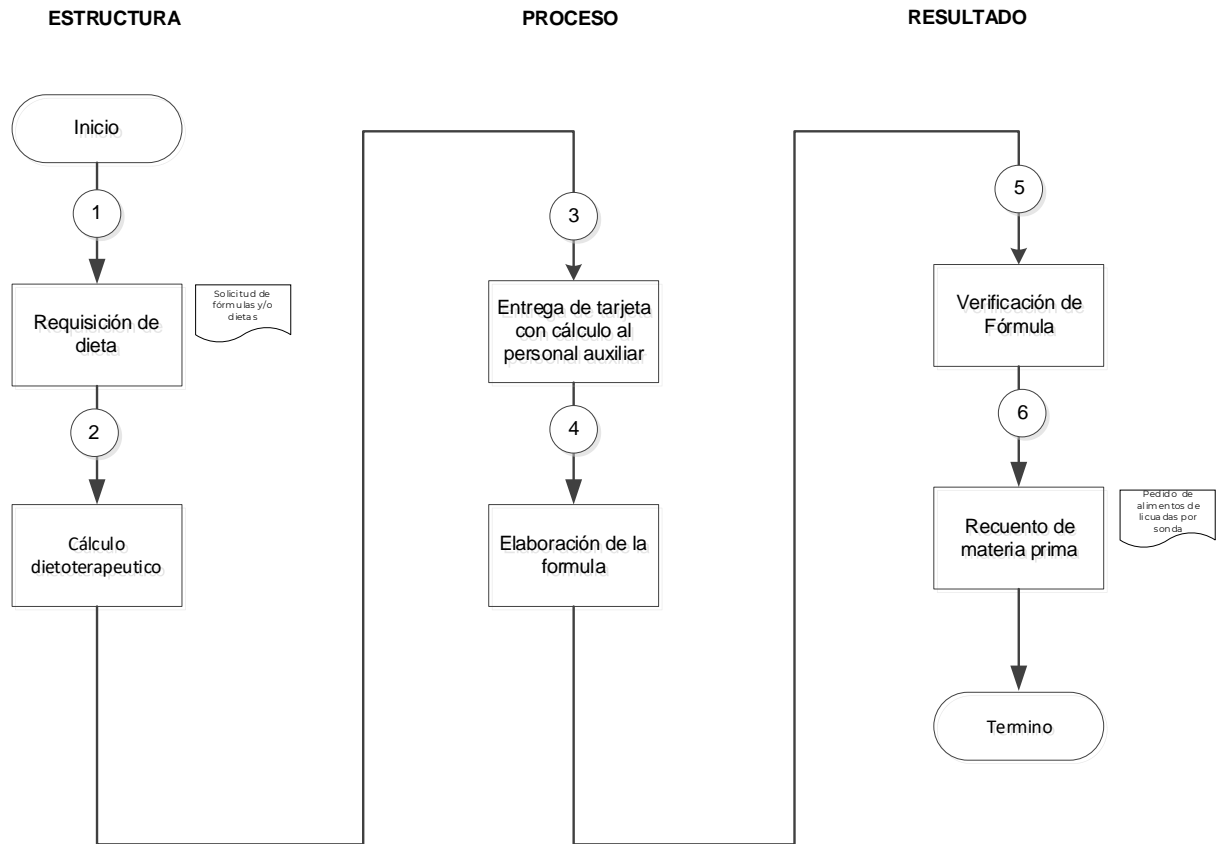 ESTRUCTURA
PROCESO
RESULTADO
Inicio
1
Requisición de
dieta
Solicitud de
fórmulas y/o
dietas
2
Cálculo
dietoterapeutico
3
Entrega de tarjeta
con cálculo al
personal auxiliar
4
Elaboración de la
formula
5
Verificación de
Fórmula
6
Recuento de
materia prima
Pedido de
alimentos de
licuadas por
sonda
Termino